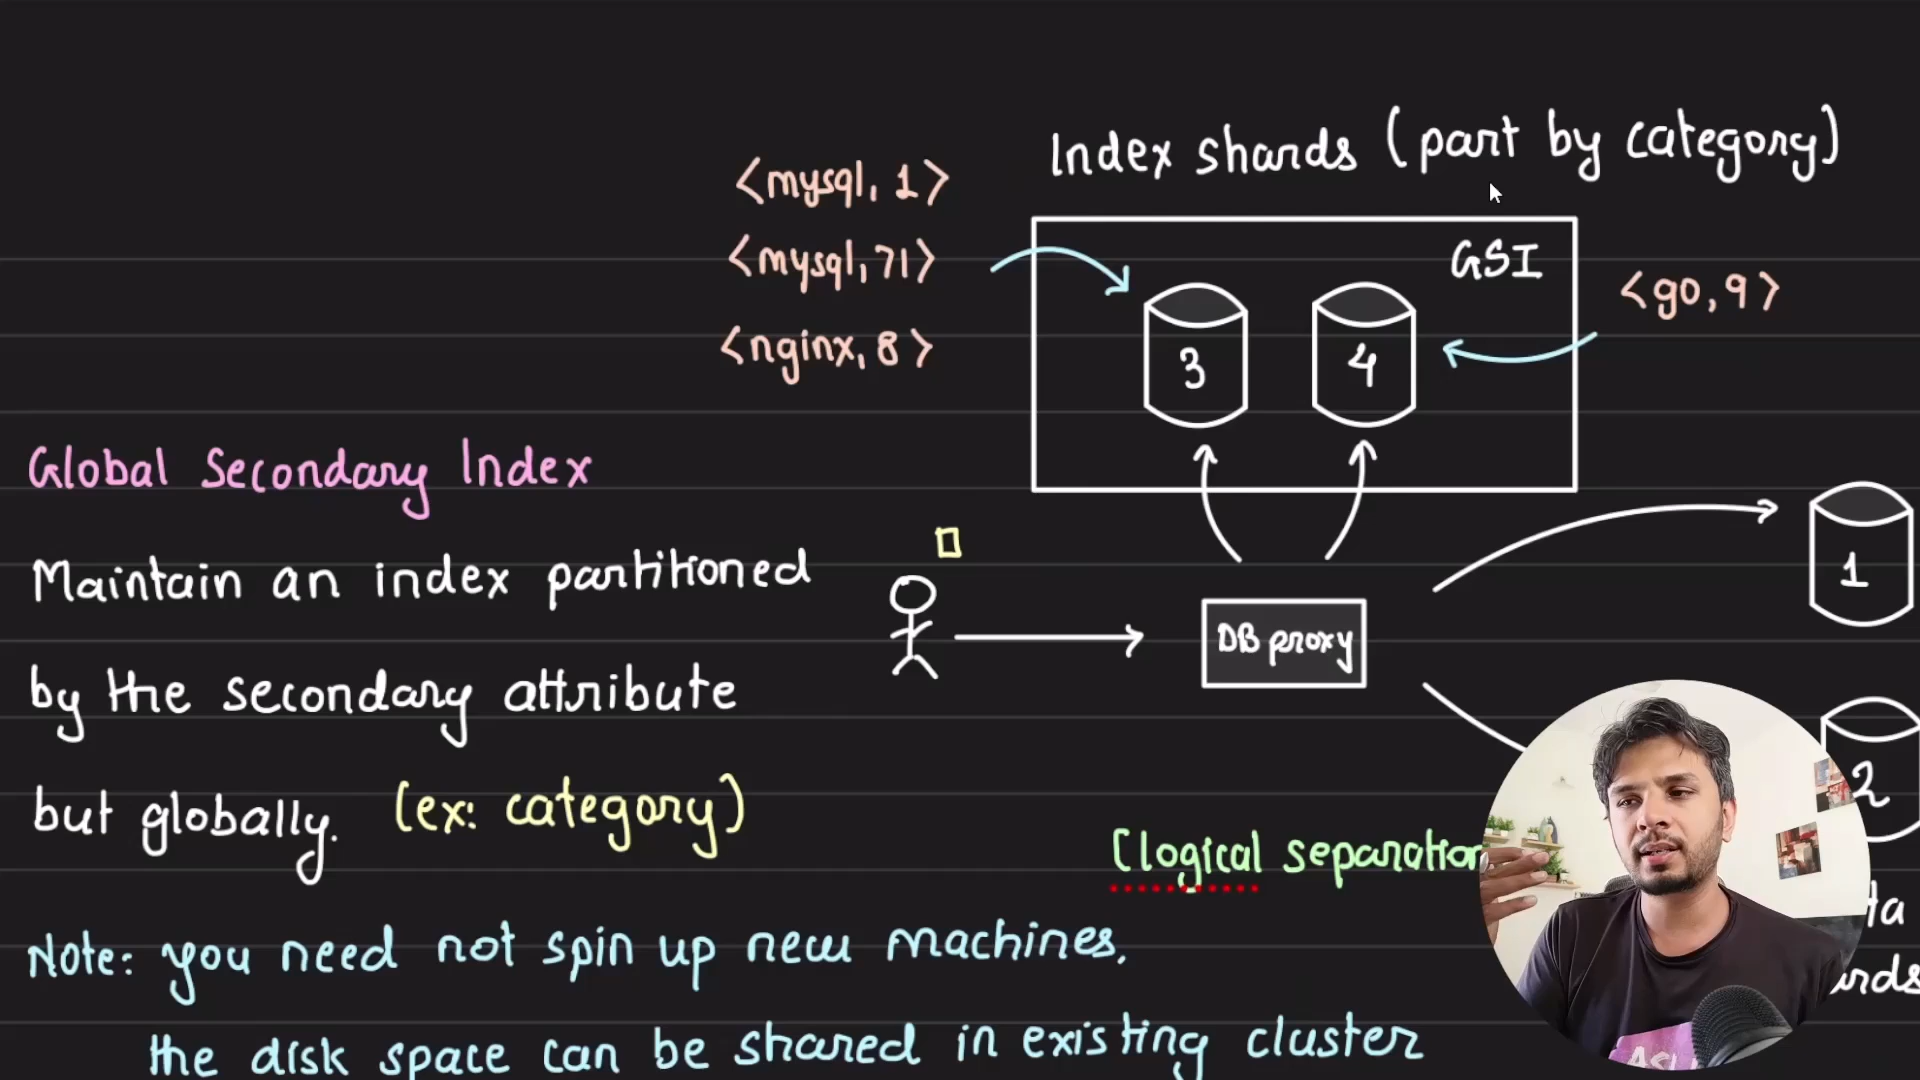 Index shards (part by category)
<mysql, 1>
<mysql, 71>
<nginx, 8>
GSI
<go, 9>
3
4
Global Secondary Index
Maintain an index partitioned
by the secondary attribute
but globally. (ex: category)
DB proxy
1
2
(logical separation
Note: you need not spin up new machines.
the disk space can be shared in existing cluster